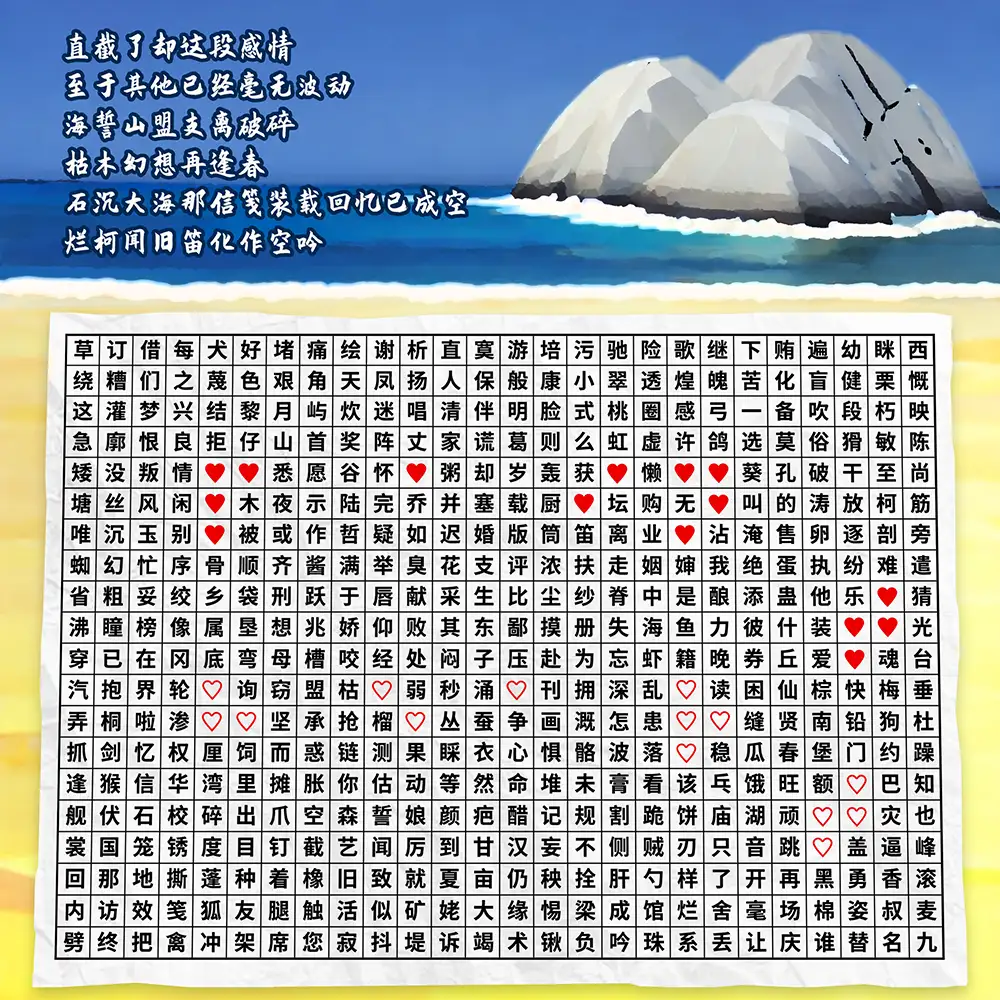 直截了却这段感情
至于其他已经毫无波动
海誓山盟支离破碎
枯木幻想再逢春
石沉大海那信笺装载回忆已成空
烂柯闻旧笛化作空吟
草订借每犬好堵痛绘谢析直寞游培污驰险歌继下贿遍幼眯西
绕糟们之蔑色艰角天凤扬人保般康小翠透煌魄苦化盲健栗慨
这灌梦兴结黎月屿炊迷唱清伴明脸式桃圈感弓一备吹段朽映
急廓恨良拒仔山首奖阵丈家谎葛则么虹虚许鸽选莫俗猾敏陈
矮没叛情♥♥悉愿谷怀♥粥却岁轰获♥懒♥♥葵孔破干至尚
塘丝风闲♥木夜示陆完乔并塞载厨♥坛购无♥叫的涛放柯筋
唯沉玉别♥被或作哲疑如迟婚版筒笛离业♥沾淹售卵逐剖旁
蜘幻忙序骨顺齐酱满举臭花支评浓扶走姻婶我绝蛋执纷难遣
省粗妥绞乡袋刑跃于唇献采生比尘纱脊中是酿添蛊他乐♥猜
沸瞳榜像属垦想兆娇仰败其东鄙摸册失海鱼力彼什装♥♥光
穿已在冈底弯母槽咬经处闷子压赴为忘虾籍晚券丘爱♥魂台
汽抱界轮♡询窃盟枯♡弱秒涌♡刊拥深乱♡读困仙棕快梅垂
弄桐啦渗♡♡坚承抢榴♡丛蚕争画溉怎患♡♡缝贤南铅狗杜
抓剑忆权厘饲而惑链测果睬衣心惧骼波落♡稳瓜春堡门约躁
逢猴信华湾里摊胀你估动等然命堆未膏看该乓饿旺额♡巴知
舰伏石校碎出爪空森誓娘颜疤醋记规割跪饼庙湖顽♡♡灾也
裳国笼锈度目钉截艺闻厉到甘汉妄不侧贼刃只音跳♡盖逼峰
回那地撕蓬种着橡旧致就夏亩仍秧拴肝勺样了开再黑勇香滚
内访效笺狐友腿触活似矿姥大缘惕梁成馆烂舍毫场棉姿叔麦
劈终把禽冲架席您寂抖堤诉竭术锹负吟珠系丢让庆谁替名九